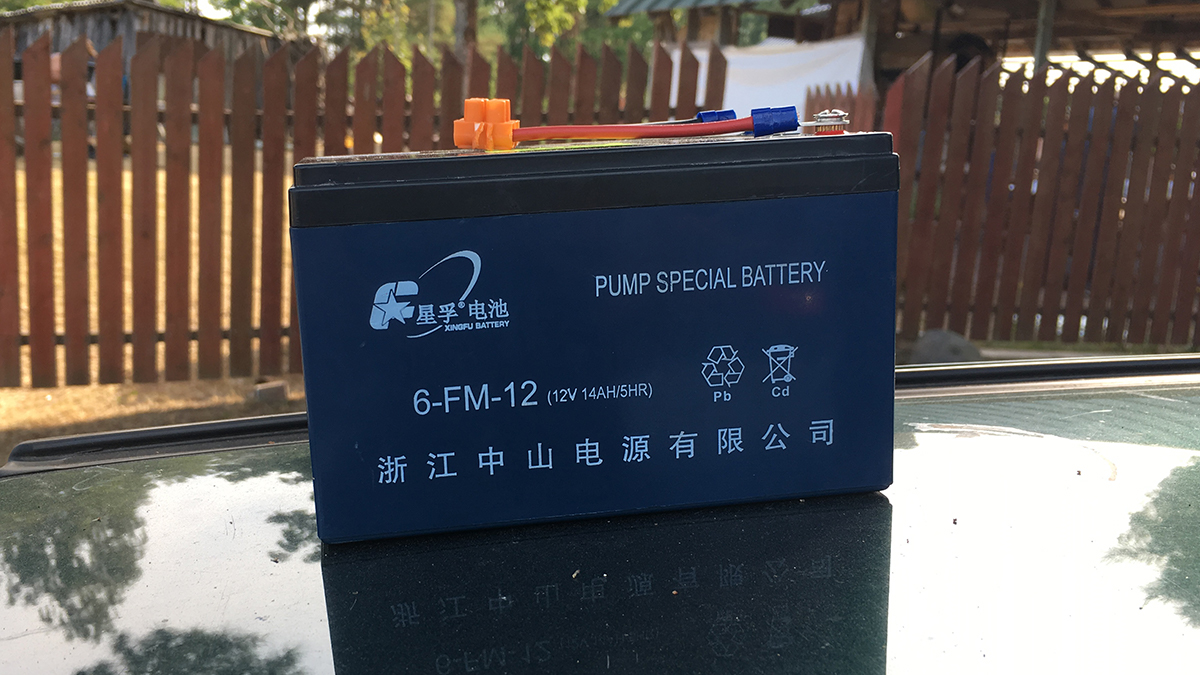 PUMP SPECIAL BATTERY
星孚®电池
XINGFU BATTERY
6-FM-12 (12V 14AH/5HR)
Pb
Cd
浙江中山电源有限公司